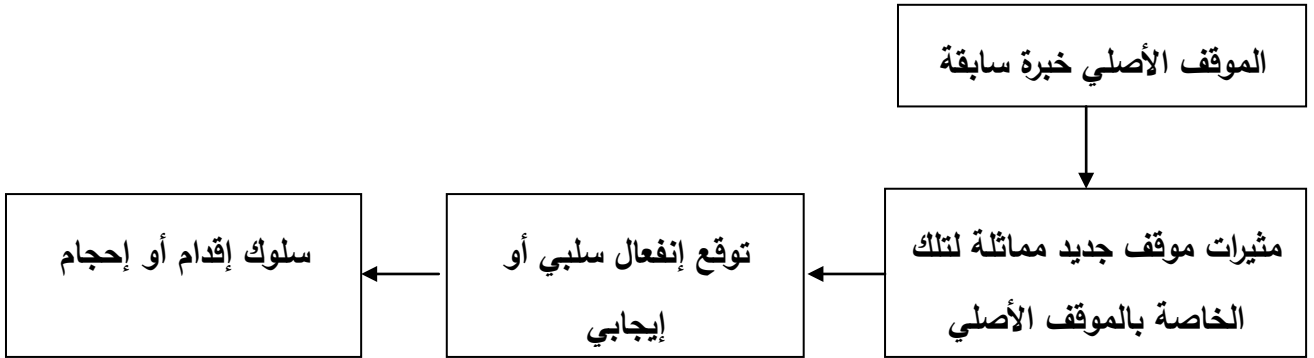 الموقف الأصلي خبرة سابقة
مثيرات موقف جديد مماثلة لتلك
الخاصة بالموقف الأصلي
توقع إنفعال سلبي أو
إيجابي
سلوك إقدام أو إحجام